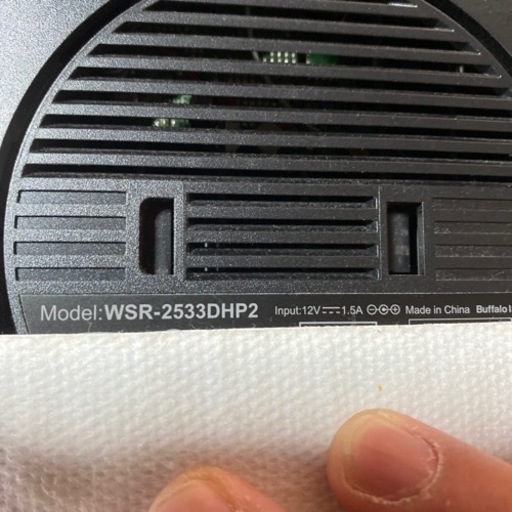 Model:WSR-2533DHP2 Input:12V⎓1.5A Made in China Buffalo